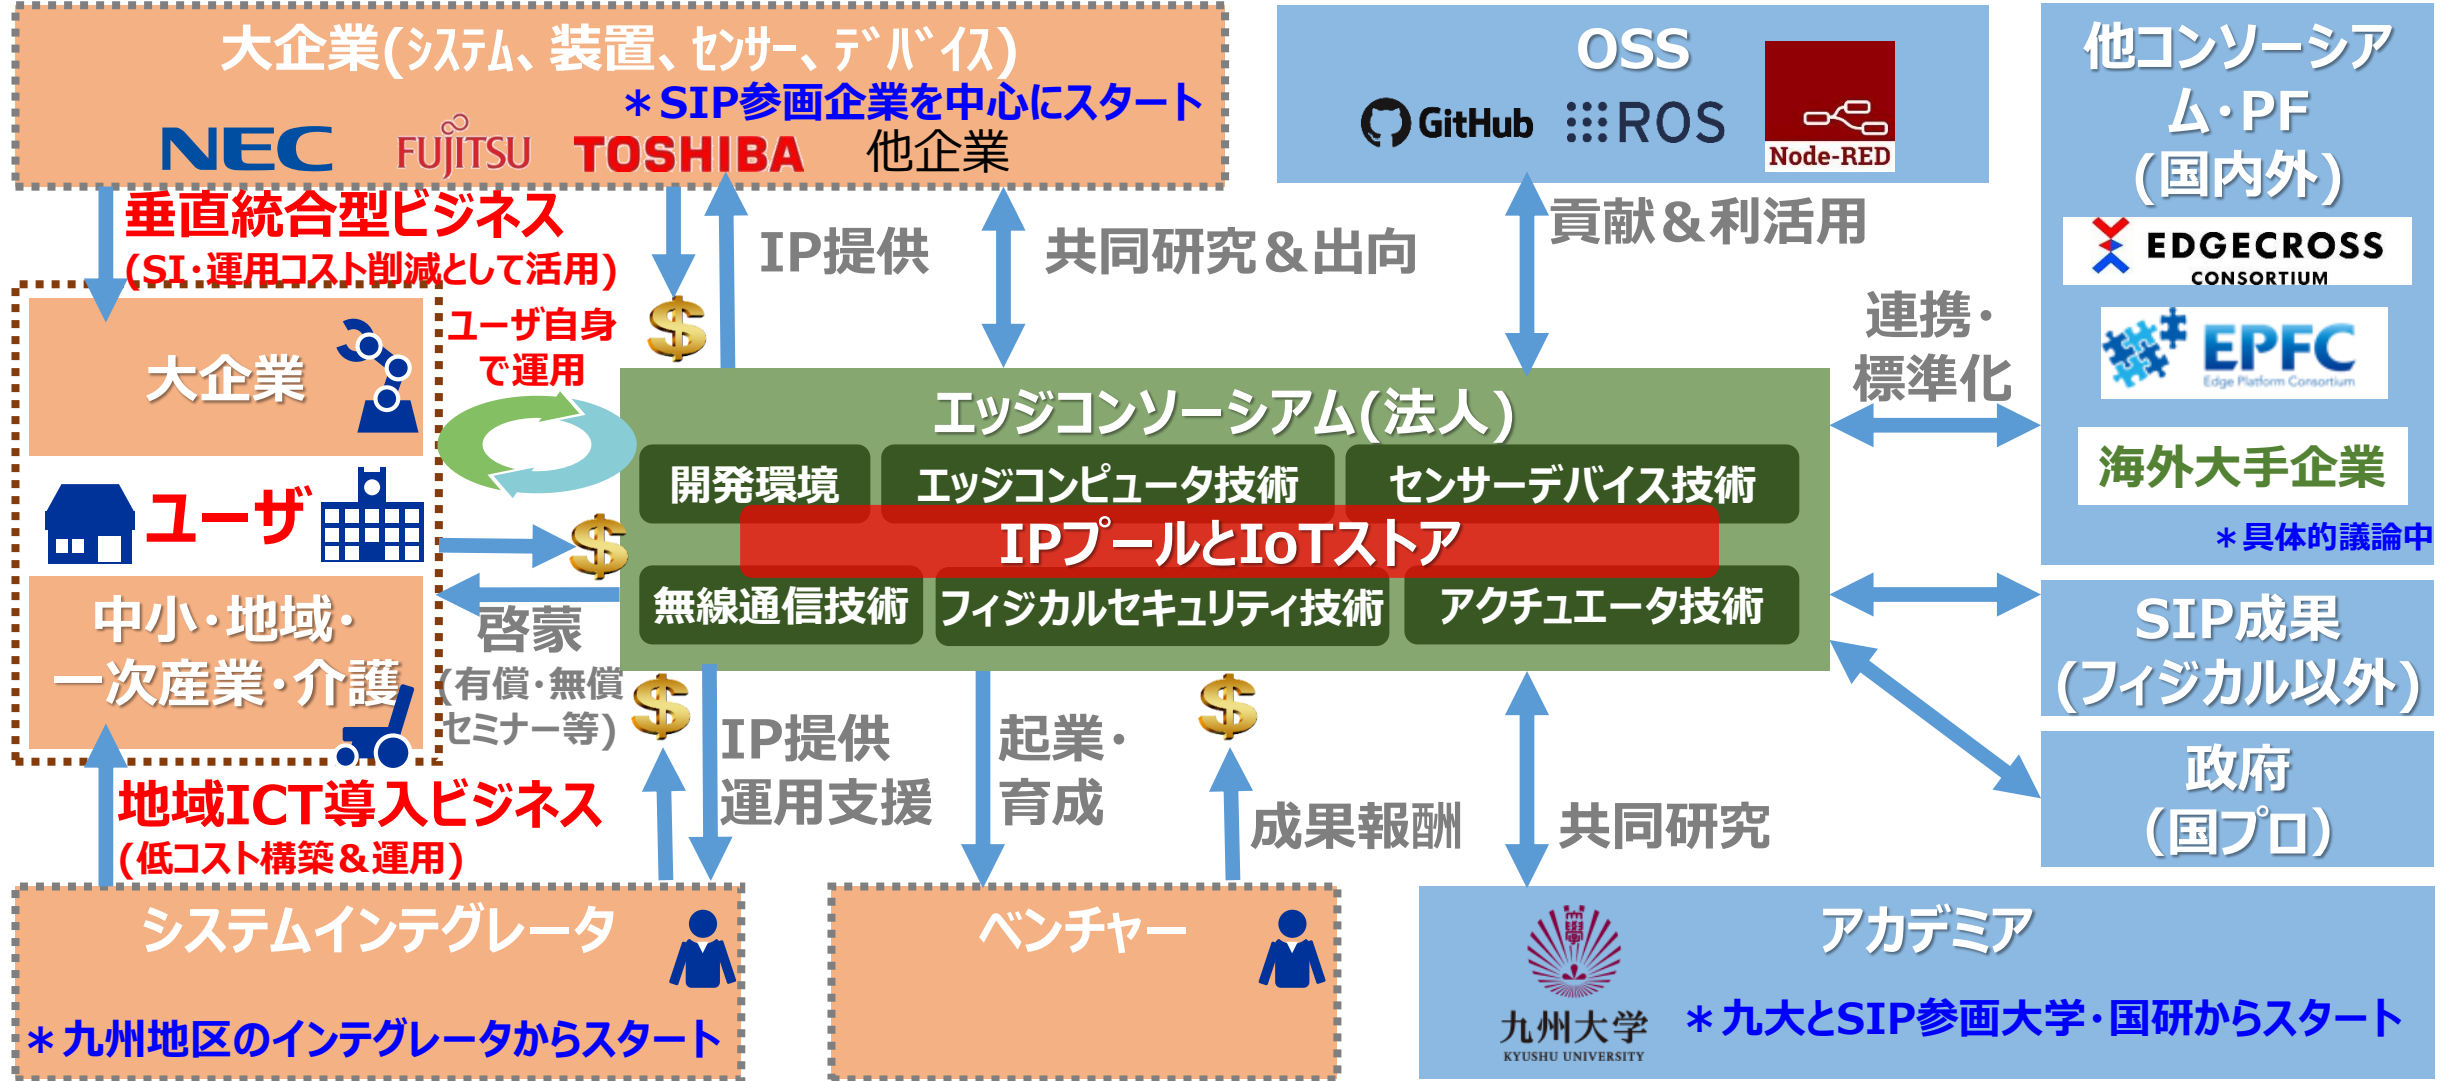 大企業(ｼｽﾃﾑ、装置、ｾﾝｻｰ、ﾃﾞﾊﾞｲｽ)
＊SIP参画企業を中心にスタート
NEC
FUJITSU
TOSHIBA
他企業
OSS
GitHub
ROS
Node-RED
他コンソーシア
ム・PF
(国内外)
EDGECROSS
CONSORTIUM
EPFC
Edge Platform Consortium
海外大手企業
＊具体的議論中
垂直統合型ビジネス
(SI・運用コスト削減として活用)
IP提供
共同研究＆出向
貢献＆利活用
連携・
標準化
ユーザ自身
で運用
大企業
ユーザ
中小・地域・
一次産業・介護
エッジコンソーシアム(法人)
開発環境
エッジコンピュータ技術
センサーデバイス技術
IPプールとIoTストア
無線通信技術
フィジカルセキュリティ技術
アクチュエータ技術
啓蒙
(有償・無償
セミナー等)
SIP成果
(フィジカル以外)
政府
（国プロ）
地域ICT導入ビジネス
(低コスト構築＆運用)
IP提供
運用支援
起業・
育成
成果報酬
共同研究
システムインテグレータ
＊九州地区のインテグレータからスタート
ベンチャー
アカデミア
九州大学
KYUSHU UNIVERSITY
＊九大とSIP参画大学・国研からスタート